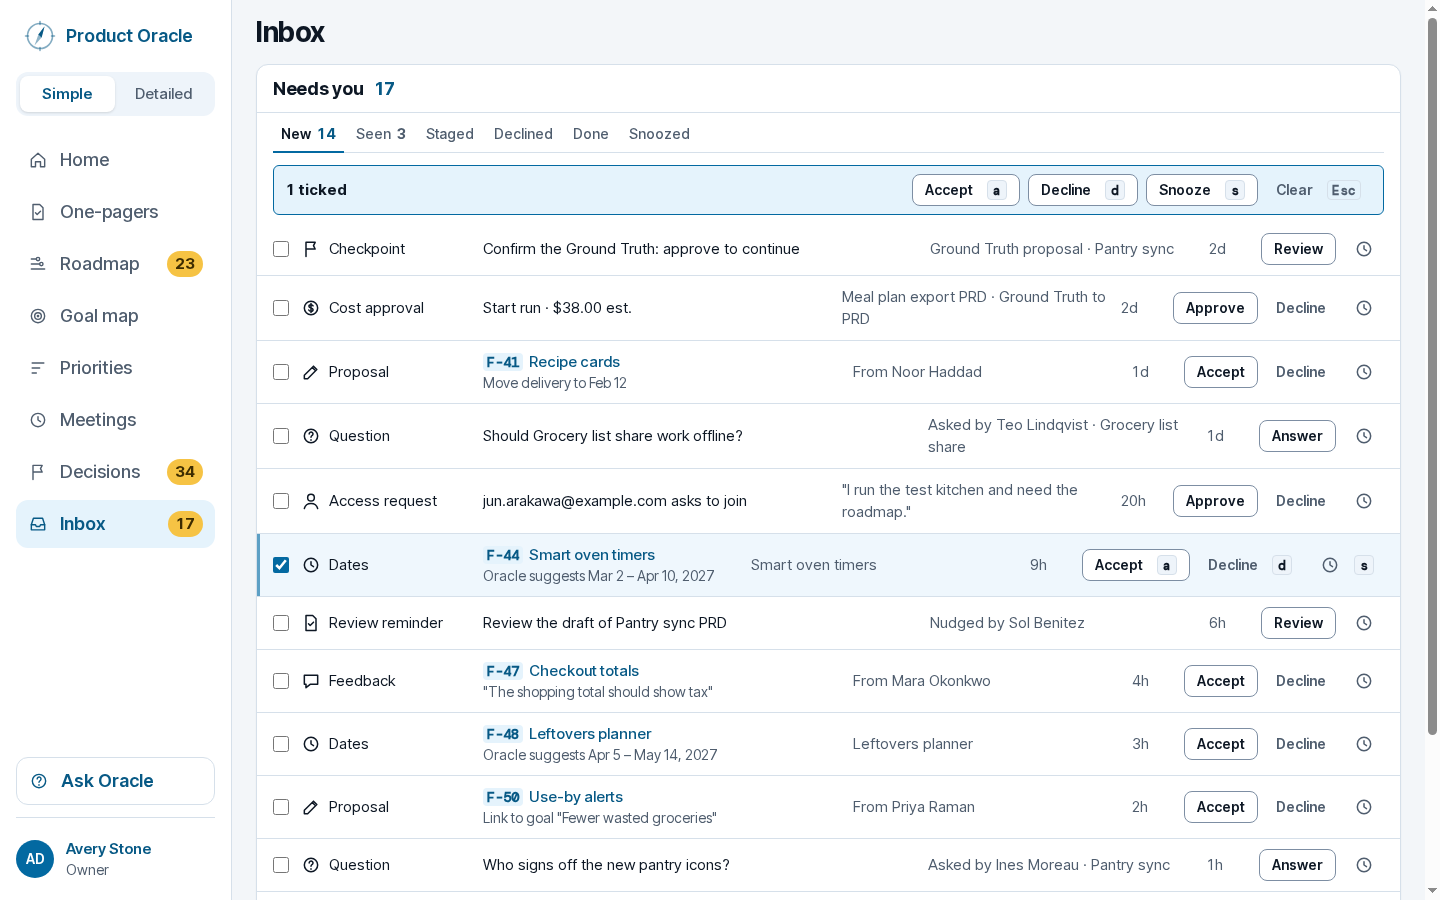 Product Oracle
Simple Detailed
Home
One-pagers
Roadmap 23
Goal map
Priorities
Meetings
Decisions 34
Inbox 17
Ask Oracle
AD
Avery Stone
Owner
Inbox
Needs you 17
New 14 Seen 3 Staged Declined Done Snoozed
1 ticked Accept a Decline d Snooze s Clear Esc
Checkpoint Confirm the Ground Truth: approve to continue Ground Truth proposal · Pantry sync 2d Review
Cost approval Start run · $38.00 est. Meal plan export PRD · Ground Truth to
PRD 2d Approve Decline
Proposal F-41 Recipe cards
Move delivery to Feb 12 From Noor Haddad 1d Accept Decline
Question Should Grocery list share work offline? Asked by Teo Lindqvist · Grocery list
share 1d Answer
Access request jun.arakawa@example.com asks to join "I run the test kitchen and need the
roadmap." 20h Approve Decline
Dates F-44 Smart oven timers
Oracle suggests Mar 2 – Apr 10, 2027 Smart oven timers 9h Accept a Decline d s
Review reminder Review the draft of Pantry sync PRD Nudged by Sol Benitez 6h Review
Feedback F-47 Checkout totals
"The shopping total should show tax" From Mara Okonkwo 4h Accept Decline
Dates F-48 Leftovers planner
Oracle suggests Apr 5 – May 14, 2027 Leftovers planner 3h Accept Decline
Proposal F-50 Use-by alerts
Link to goal "Fewer wasted groceries" From Priya Raman 2h Accept Decline
Question Who signs off the new pantry icons? Asked by Ines Moreau · Pantry sync 1h Answer